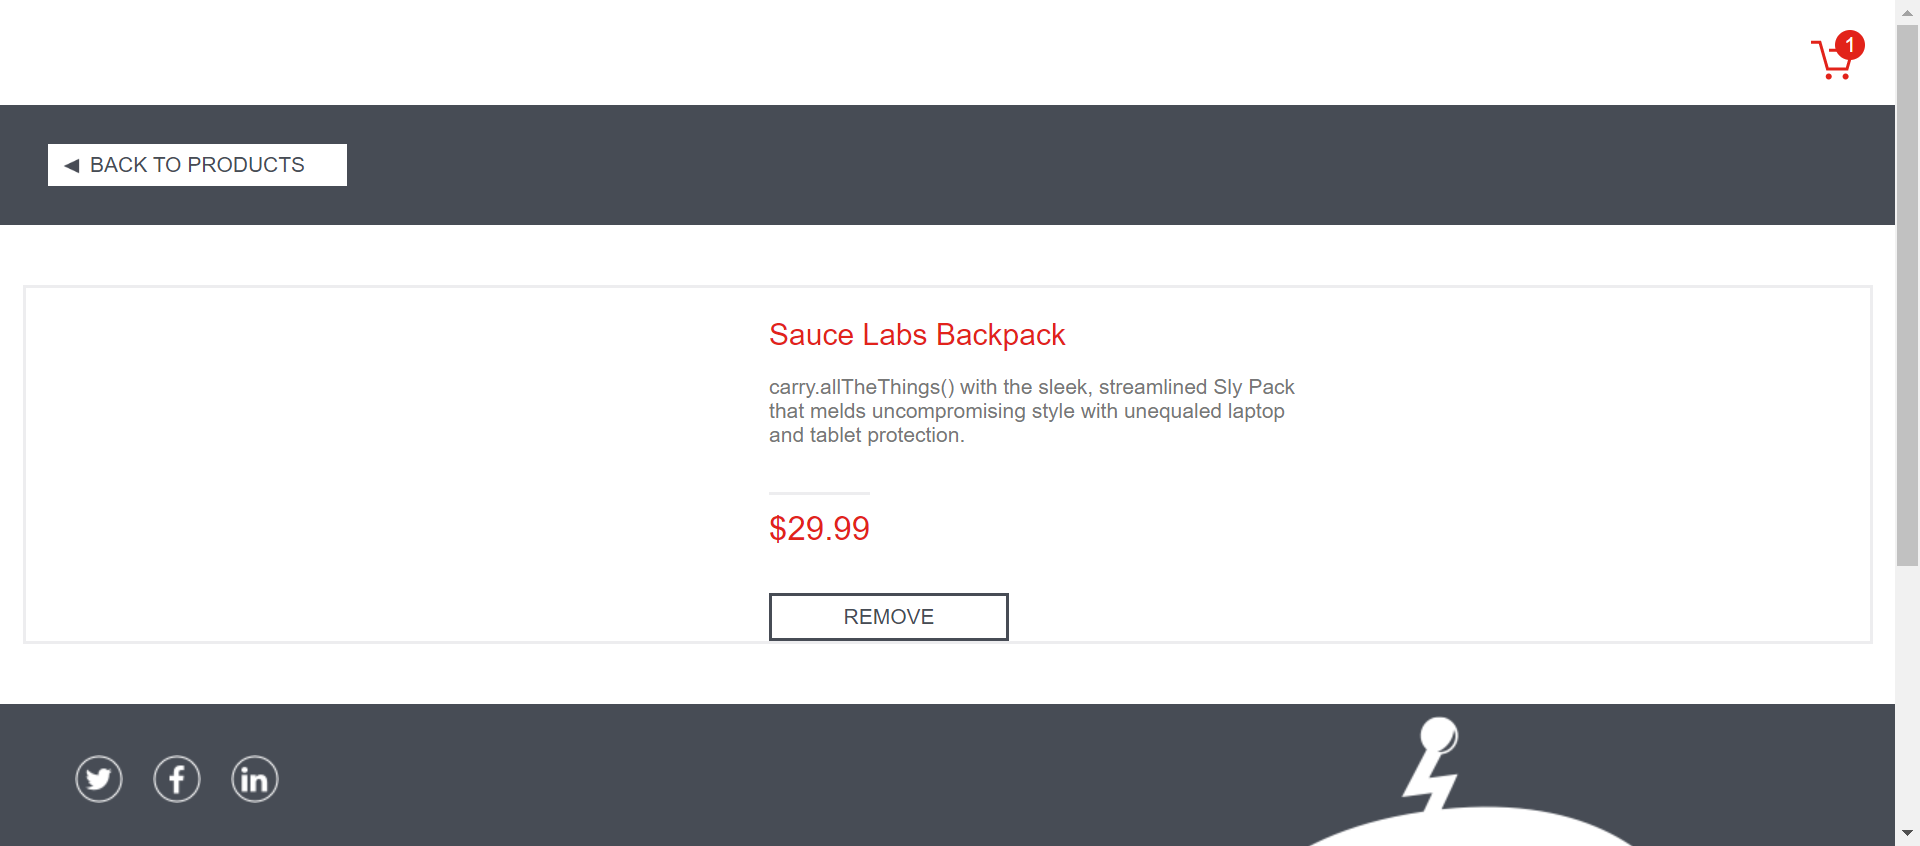 1
BACK TO PRODUCTS
Sauce Labs Backpack
carry.allTheThings() with the sleek, streamlined Sly Pack
that melds uncompromising style with unequaled laptop
and tablet protection.
$29.99
REMOVE